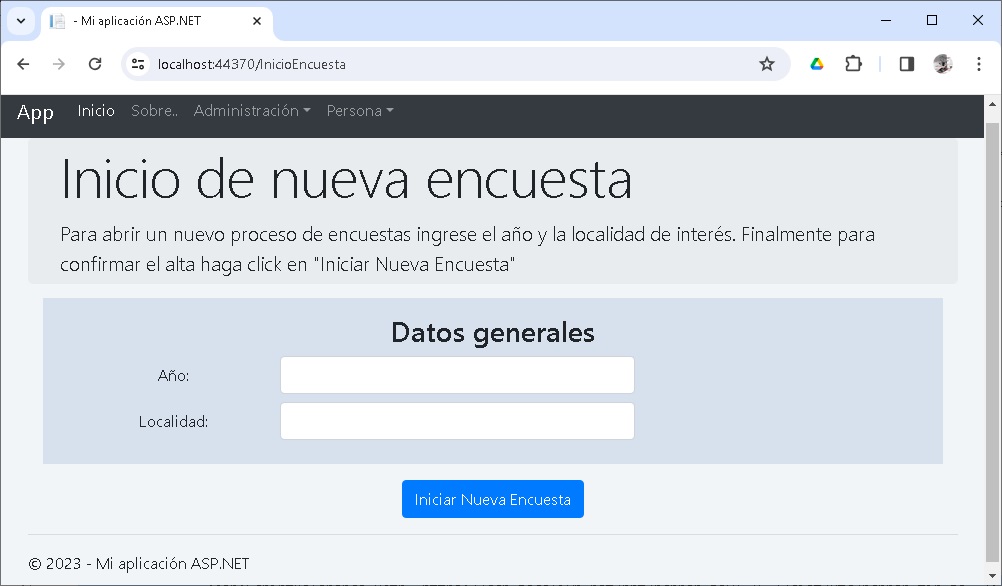 - Mi aplicación ASP.NET
localhost:44370/InicioEncuesta
App Inicio Sobre.. Administración Persona
Inicio de nueva encuesta
Para abrir un nuevo proceso de encuestas ingrese el año y la localidad de interés. Finalmente para
confirmar el alta haga click en "Iniciar Nueva Encuesta"
Datos generales
Año:
Localidad:
Iniciar Nueva Encuesta
© 2023 - Mi aplicación ASP.NET